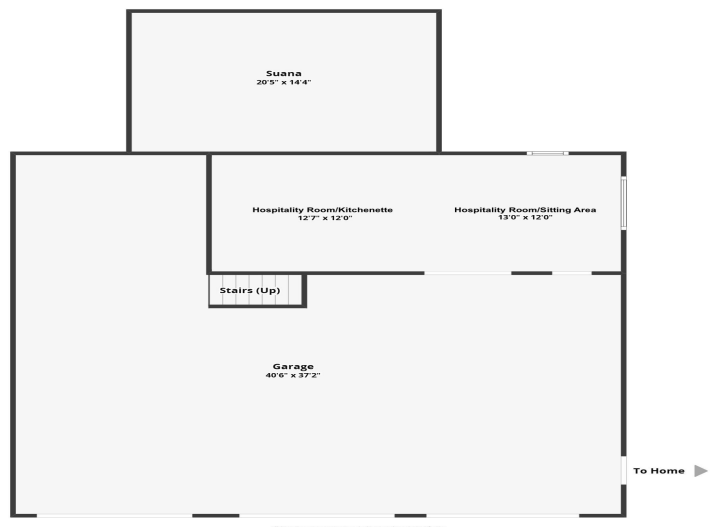 Suana
20'5" x 14'4"
Hospitality Room/Kitchenette
12'7" x 12'0"
Hospitality Room/Sitting Area
13'0" x 12'0"
Stairs (Up)
Garage
40'6" x 37'2"
To Home